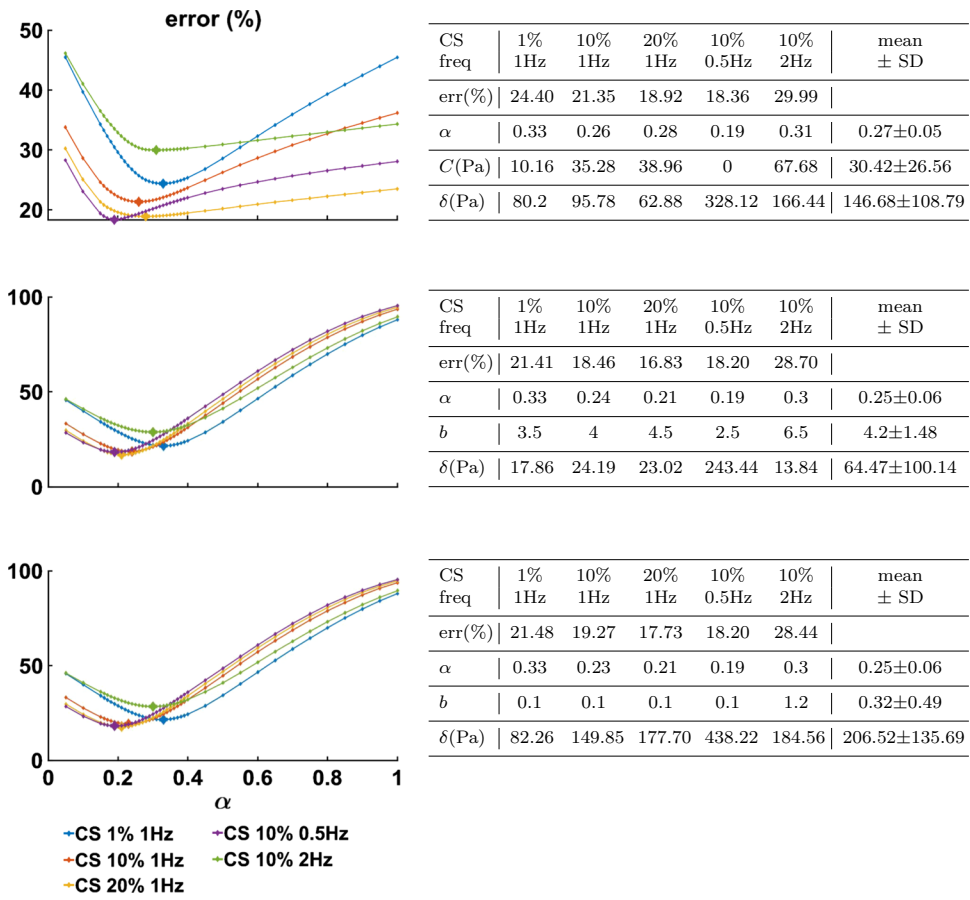 error (%)
50
40
30
20
CS 1% 10% 20% 10% 10% mean
freq 1Hz 1Hz 1Hz 0.5Hz 2Hz ± SD
err(%) 24.40 21.35 18.92 18.36 29.99
α 0.33 0.26 0.28 0.19 0.31 0.27±0.05
C(Pa) 10.16 35.28 38.96 0 67.68 30.42±26.56
δ(Pa) 80.2 95.78 62.88 328.12 166.44 146.68±108.79
100
50
0
CS 1% 10% 20% 10% 10% mean
freq 1Hz 1Hz 1Hz 0.5Hz 2Hz ± SD
err(%) 21.41 18.46 16.83 18.20 28.70
α 0.33 0.24 0.21 0.19 0.3 0.25±0.06
b 3.5 4 4.5 2.5 6.5 4.2±1.48
δ(Pa) 17.86 24.19 23.02 243.44 13.84 64.47±100.14
100
50
0
0 0.2 0.4 0.6 0.8 1
α
CS 1% 10% 20% 10% 10% mean
freq 1Hz 1Hz 1Hz 0.5Hz 2Hz ± SD
err(%) 21.48 19.27 17.73 18.20 28.44
α 0.33 0.23 0.21 0.19 0.3 0.25±0.06
b 0.1 0.1 0.1 0.1 1.2 0.32±0.49
δ(Pa) 82.26 149.85 177.70 438.22 184.56 206.52±135.69
CS 1% 1Hz
CS 10% 1Hz
CS 20% 1Hz
CS 10% 0.5Hz
CS 10% 2Hz